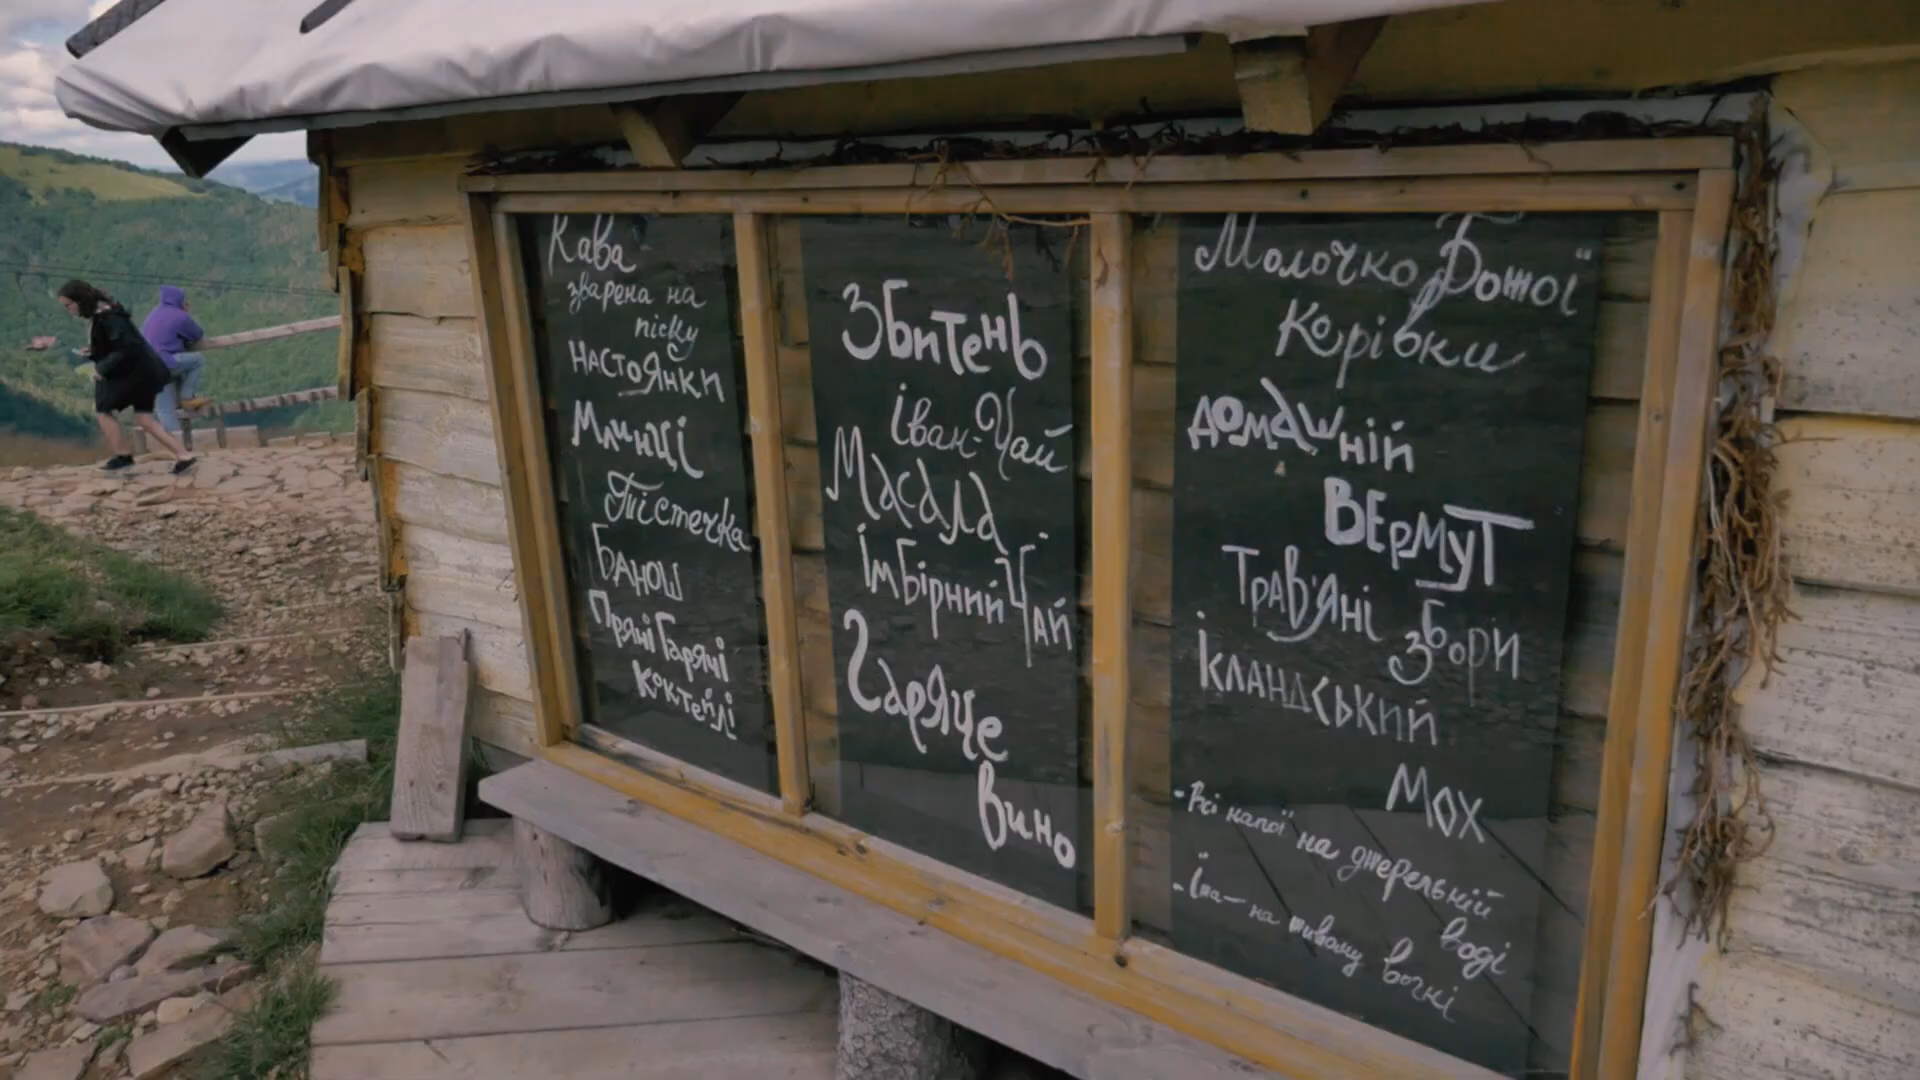 Кава
зварена на
піску
Настоянки
Млинці
Тістечка
Банош
Пряні Гарячі
Коктейлі
Збитень
Іван-Чай
Масала
Імбірний Чай
Гаряче
Вино
Молочко Божої
Корівки
Домашній
Вермут
Трав'яні збори
Ісландський
Мох
- Всі напої на джерельній
воді
- Їжа - на живому вогні